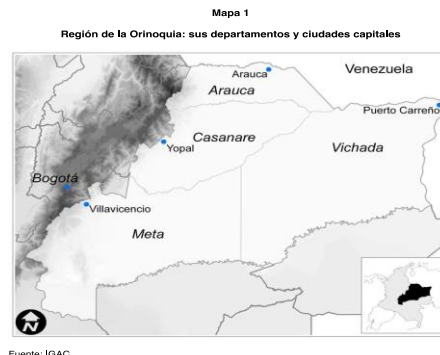 Mapa 1
Región de la Orinoquia: sus departamentos y ciudades capitales
Venezuela
Arauca
Arauca
Puerto Carreño
Casanare
Yopal
Vichada
Bogotá
Villavicencio
Meta
N
Fuente: IGAC